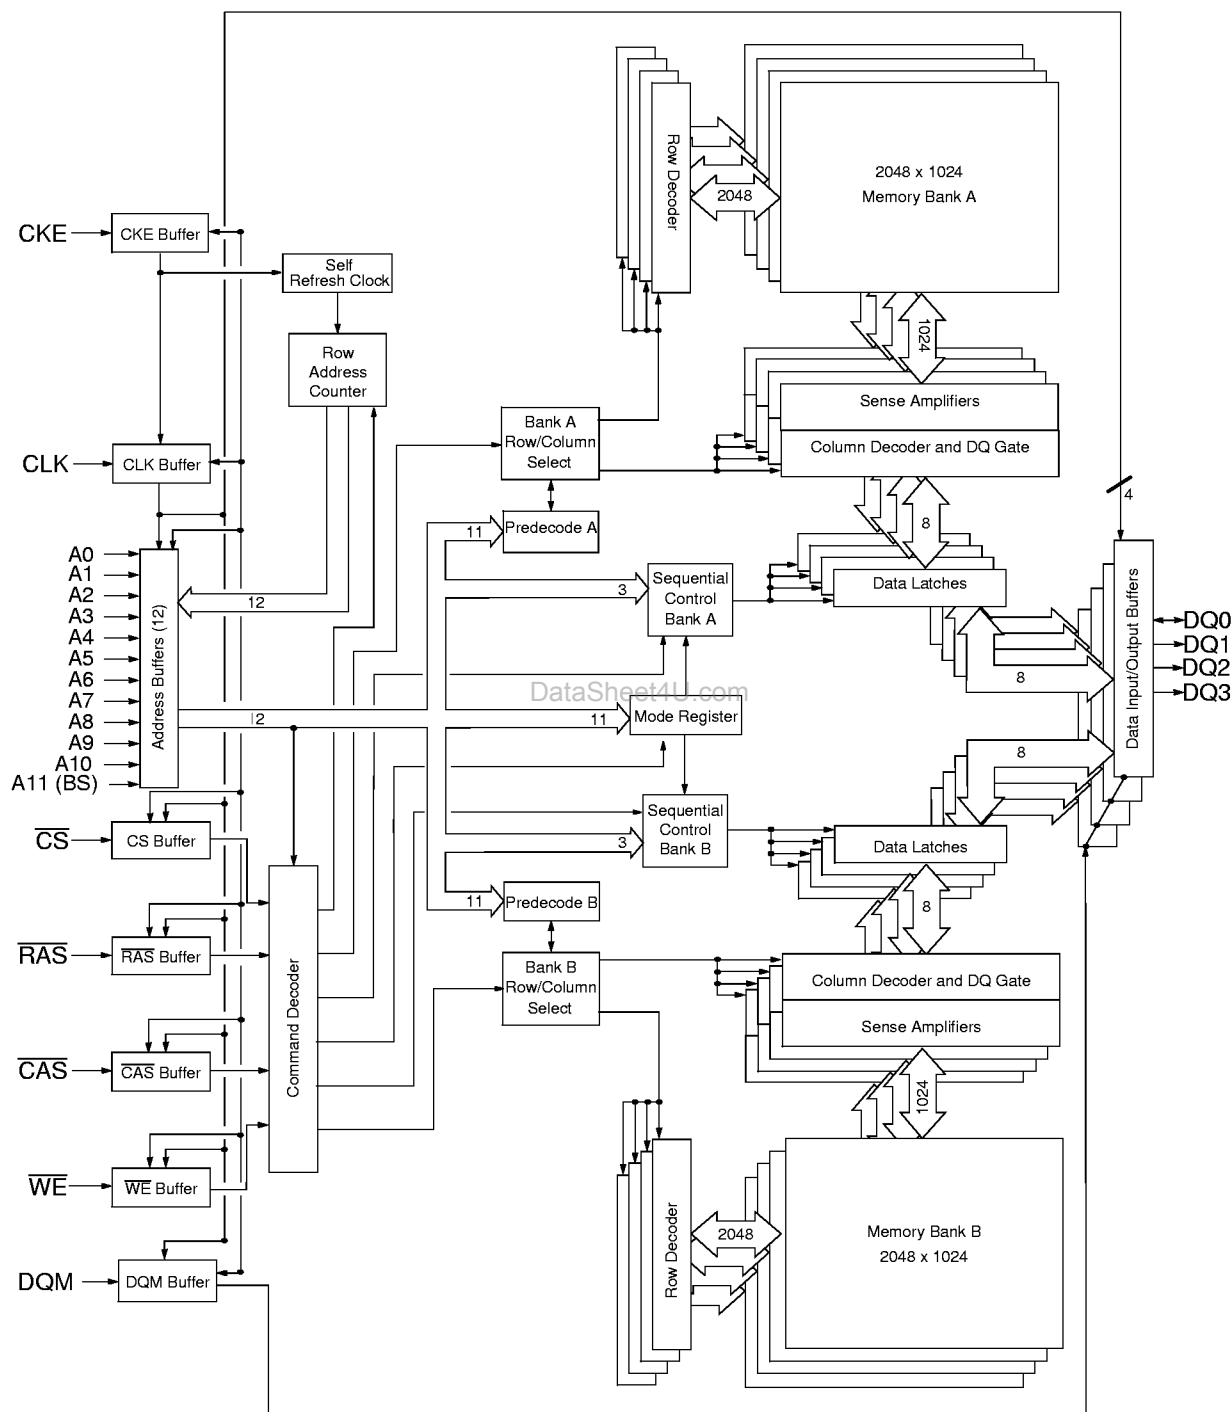 2048 x 1024
Memory Bank A
Row Decoder
2048
CKE
CKE Buffer
Self
Refresh Clock
1024
Row
Address
Counter
Sense Amplifiers
Bank A
Row/Column
Select
Column Decoder and DQ Gate
CLK
CLK Buffer
4
8
11
Predecode A
A0
A1
A2
A3
A4
A5
A6
A7
A8
A9
A10
A11 (BS)
Address Buffers (12)
12
3
Sequential
Control
Bank A
Data Latches
8
Data Input/Output Buffers
DQ0
DQ1
DQ2
DQ3
DataSheet4U.com
12
11
Mode Register
8
CS
CS Buffer
Sequential
Control
Bank B
3
Data Latches
11
Predecode B
8
RAS
RAS Buffer
Command Decoder
Bank B
Row/Column
Select
Column Decoder and DQ Gate
Sense Amplifiers
CAS
CAS Buffer
1024
WE
WE Buffer
Row Decoder
2048
Memory Bank B
2048 x 1024
DQM
DQM Buffer